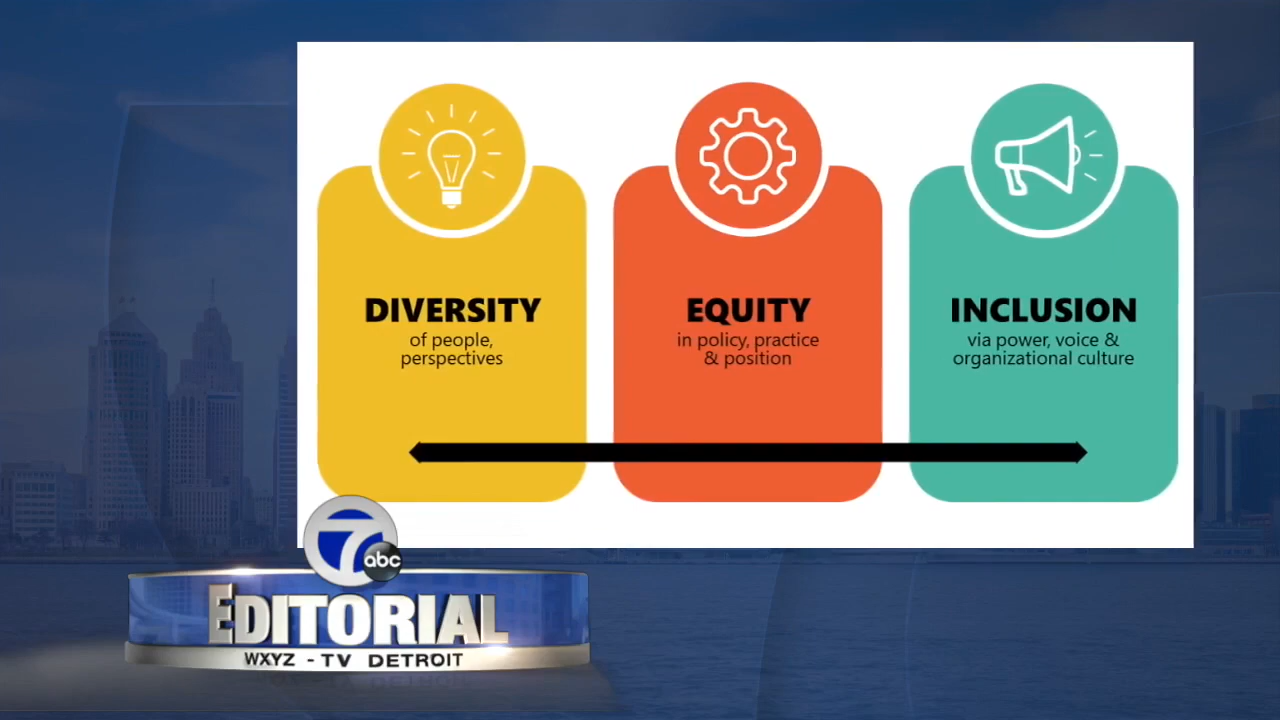 DIVERSITY
of people,
perspectives
EQUITY
in policy, practice
& position
INCLUSION
via power, voice &
organizational culture
7
abc
EDITORIAL
WXYZ - TV DETROIT